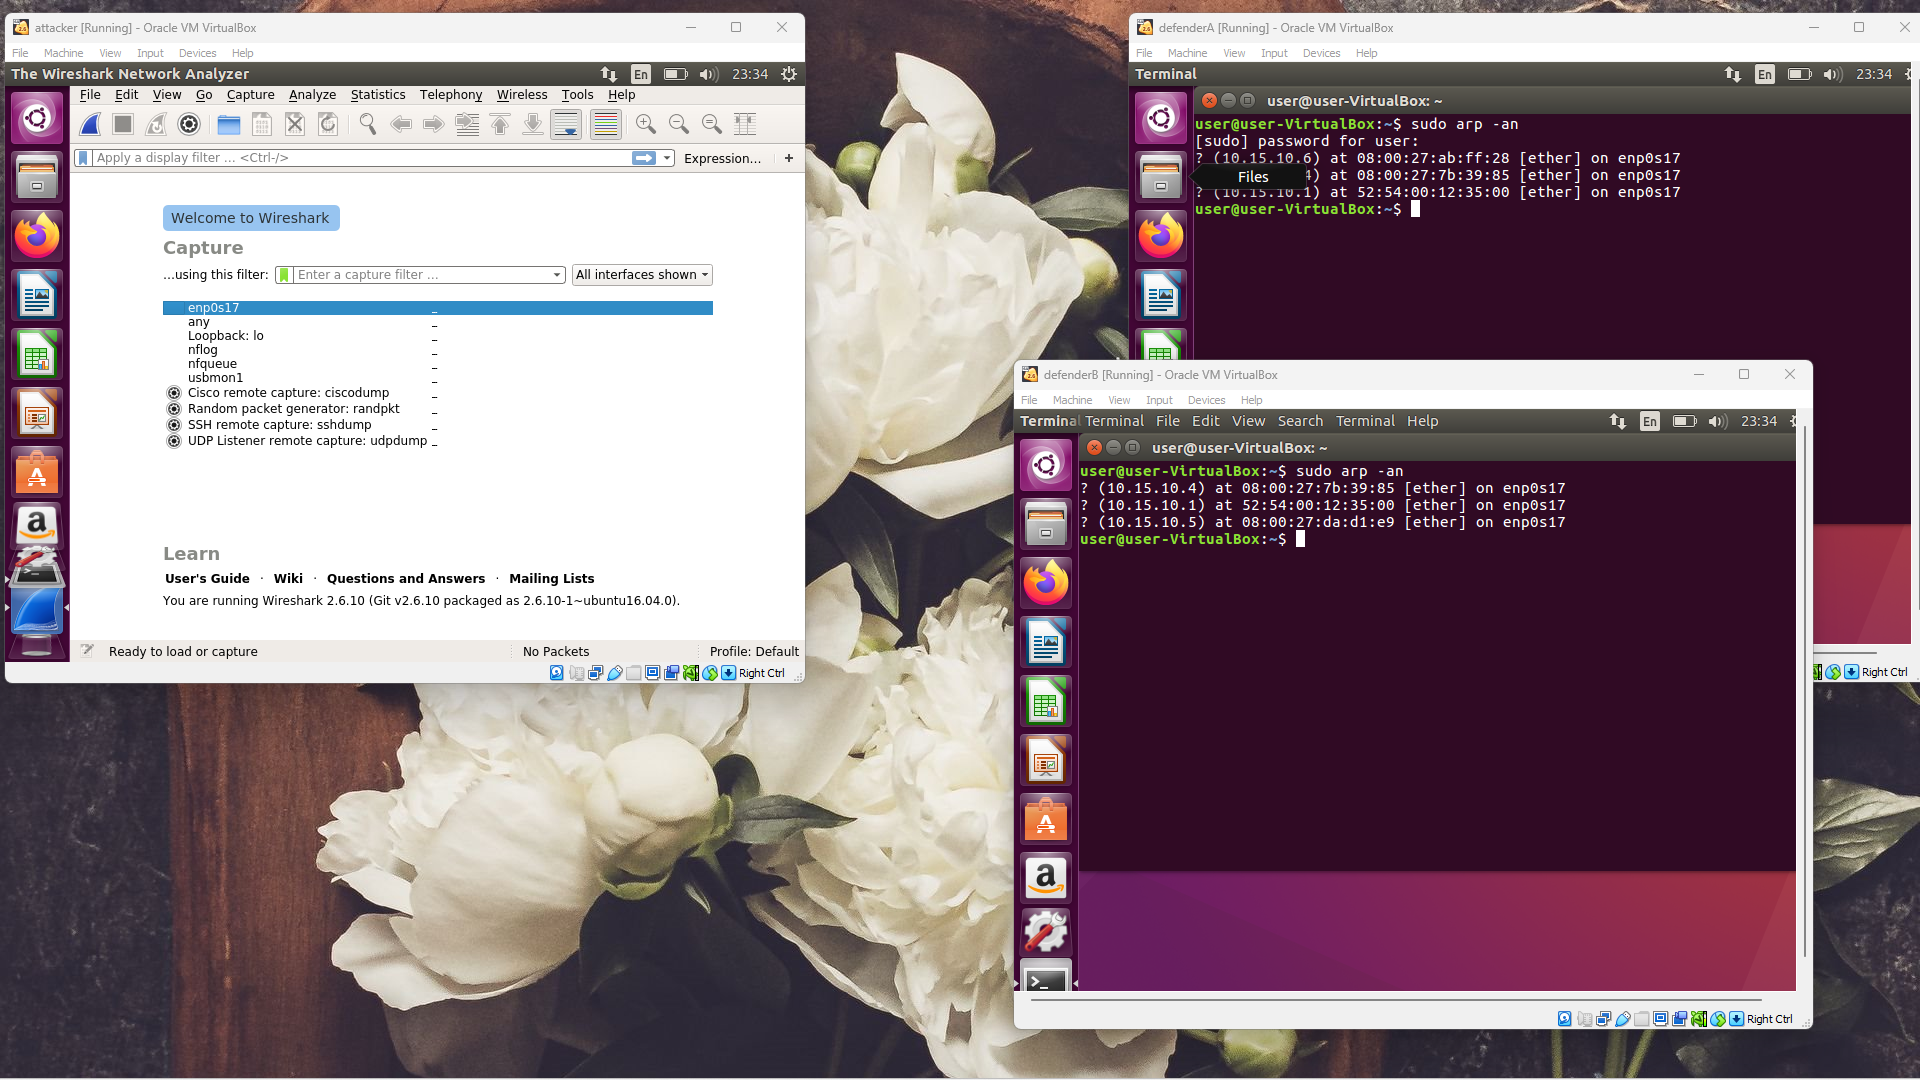 attacker [Running] - Oracle VM VirtualBox
File Machine View Input Devices Help
The Wireshark Network Analyzer En 23:34
File Edit View Go Capture Analyze Statistics Telephony Wireless Tools Help
Apply a display filter ... <Ctrl-/> Expression... +
Welcome to Wireshark
Capture
...using this filter: Enter a capture filter ... All interfaces shown
enp0s17 _
any _
Loopback: lo _
nflog _
nfqueue _
usbmon1 _
Cisco remote capture: ciscodump _
Random packet generator: randpkt _
SSH remote capture: sshdump _
UDP Listener remote capture: udpdump _
Learn
User's Guide · Wiki · Questions and Answers · Mailing Lists
You are running Wireshark 2.6.10 (Git v2.6.10 packaged as 2.6.10-1~ubuntu16.04.0).
Ready to load or capture No Packets Profile: Default
Right Ctrl
defenderA [Running] - Oracle VM VirtualBox
File Machine View Input Devices Help
Terminal En 23:34
user@user-VirtualBox: ~
user@user-VirtualBox:~$ sudo arp -an
[sudo] password for user:
? (10.15.10.6) at 08:00:27:ab:ff:28 [ether] on enp0s17
Files 4) at 08:00:27:7b:39:85 [ether] on enp0s17
? (10.15.10.1) at 52:54:00:12:35:00 [ether] on enp0s17
user@user-VirtualBox:~$
Right Ctrl
defenderB [Running] - Oracle VM VirtualBox
File Machine View Input Devices Help
Terminal Terminal File Edit View Search Terminal Help En 23:34
user@user-VirtualBox: ~
user@user-VirtualBox:~$ sudo arp -an
? (10.15.10.4) at 08:00:27:7b:39:85 [ether] on enp0s17
? (10.15.10.1) at 52:54:00:12:35:00 [ether] on enp0s17
? (10.15.10.5) at 08:00:27:da:d1:e9 [ether] on enp0s17
user@user-VirtualBox:~$
Right Ctrl